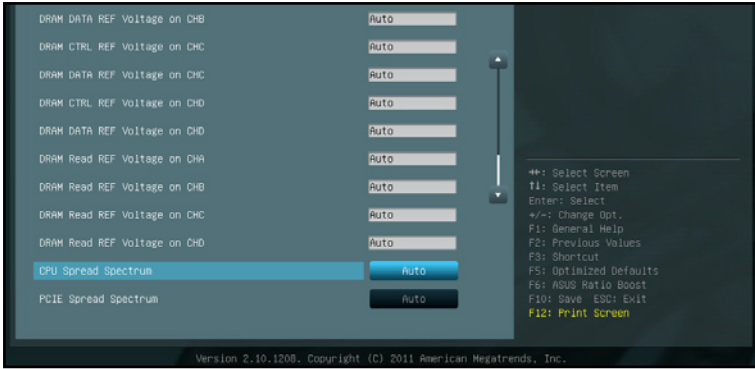 DRAM DATA REF Voltage on CHB Auto
DRAM CTRL REF Voltage on CHC Auto
DRAM DATA REF Voltage on CHC Auto
DRAM CTRL REF Voltage on CHD Auto
DRAM DATA REF Voltage on CHD Auto
DRAM Read REF Voltage on CHA Auto
DRAM Read REF Voltage on CHB Auto
DRAM Read REF Voltage on CHC Auto
DRAM Read REF Voltage on CHD Auto
CPU Spread Spectrum Auto
PCIE Spread Spectrum Auto
→←: Select Screen
↑↓: Select Item
Enter: Select
+/-: Change Opt.
F1: General Help
F2: Previous Values
F3: Shortcut
F5: Optimized Defaults
F6: ASUS Ratio Boost
F10: Save ESC: Exit
F12: Print Screen
Version 2.10.1208. Copyright (C) 2011 American Megatrends, Inc.